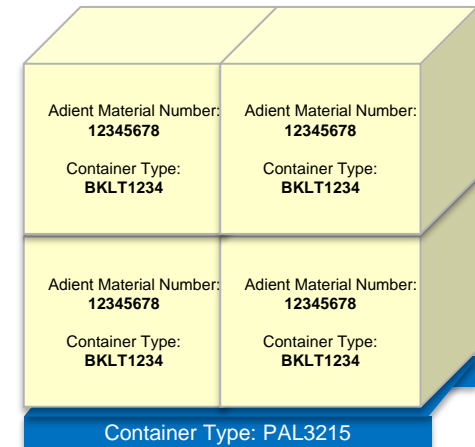 Adient Material Number:
12345678
Container Type:
BKLT1234
Adient Material Number:
12345678
Container Type:
BKLT1234
Adient Material Number:
12345678
Container Type:
BKLT1234
Adient Material Number:
12345678
Container Type:
BKLT1234
Container Type: PAL3215